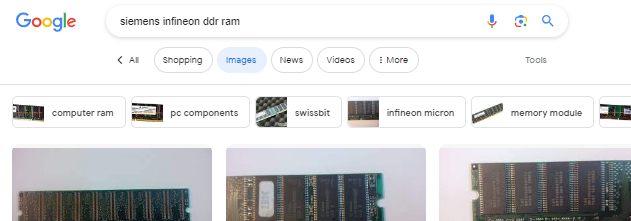 Google siemens infineon ddr ram
All Shopping Images News Videos More Tools
computer ram pc components swissbit infineon micron memory module